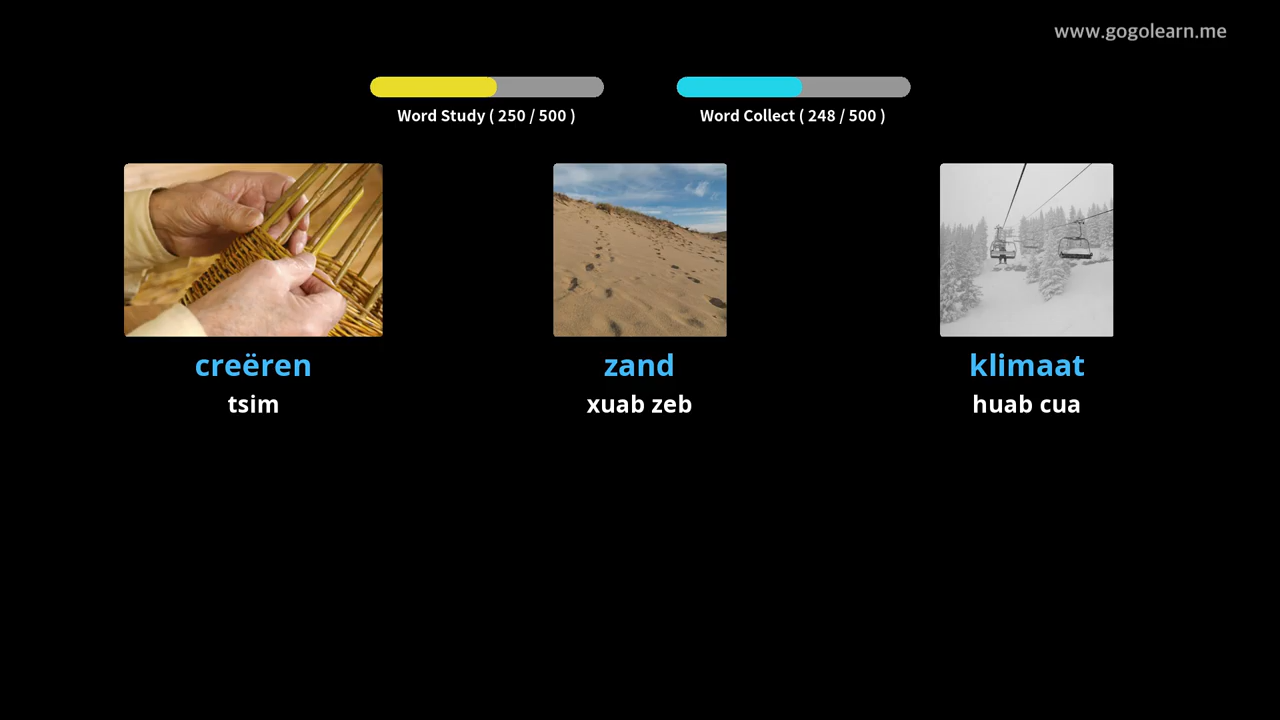 www.gogolearn.me
Word Study ( 250 / 500 )
Word Collect ( 248 / 500 )
creëren
tsim
zand
xuab zeb
klimaat
huab cua